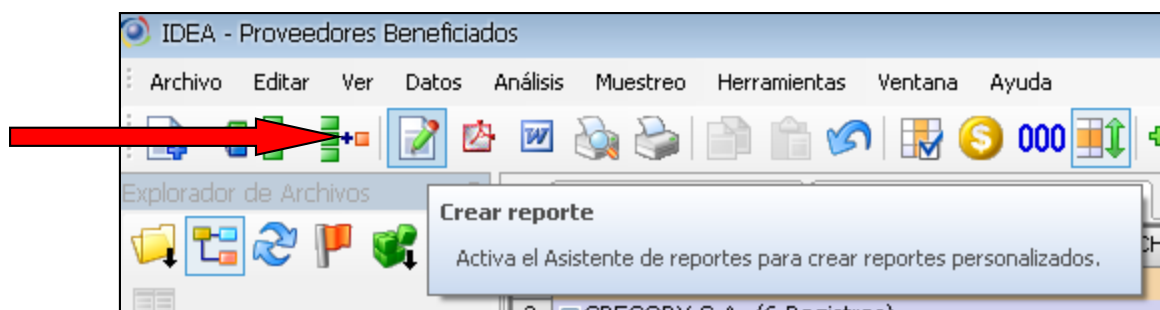 IDEA - Proveedores Beneficiados
Archivo Editar Ver Datos Análisis Muestreo Herramientas Ventana Ayuda
W 000
Explorador de Archivos
Crear reporte
Activa el Asistente de reportes para crear reportes personalizados.